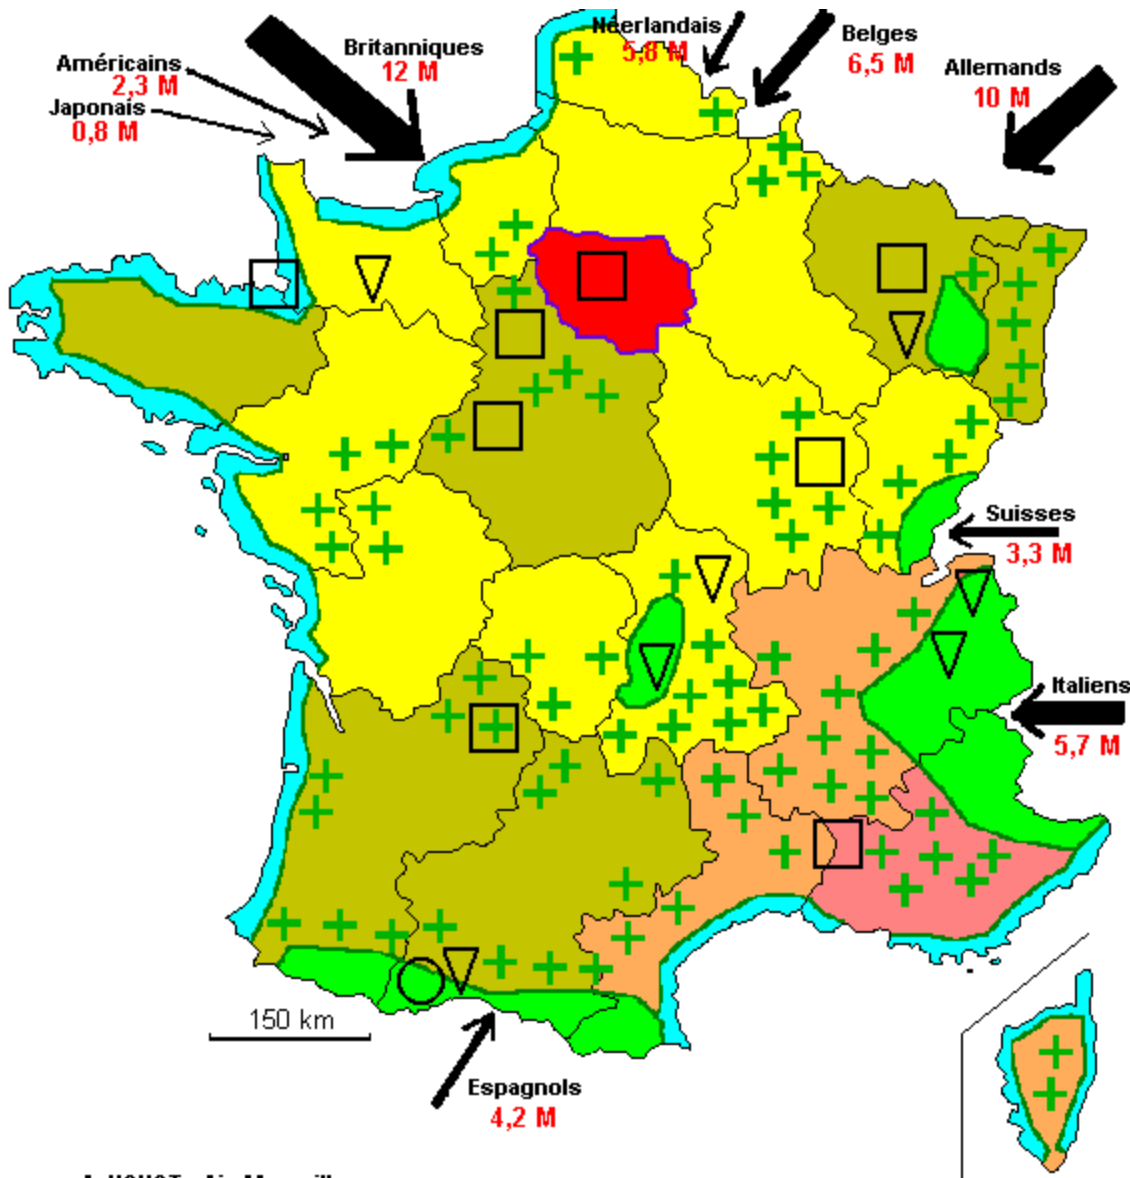 Néerlandais
5,8 M
Belges
6,5 M
Britanniques
12 M
Américains
2,3 M
Allemands
10 M
Japonais
0,8 M
Suisses
3,3 M
Italiens
5,7 M
150 km
Espagnols
4,2 M